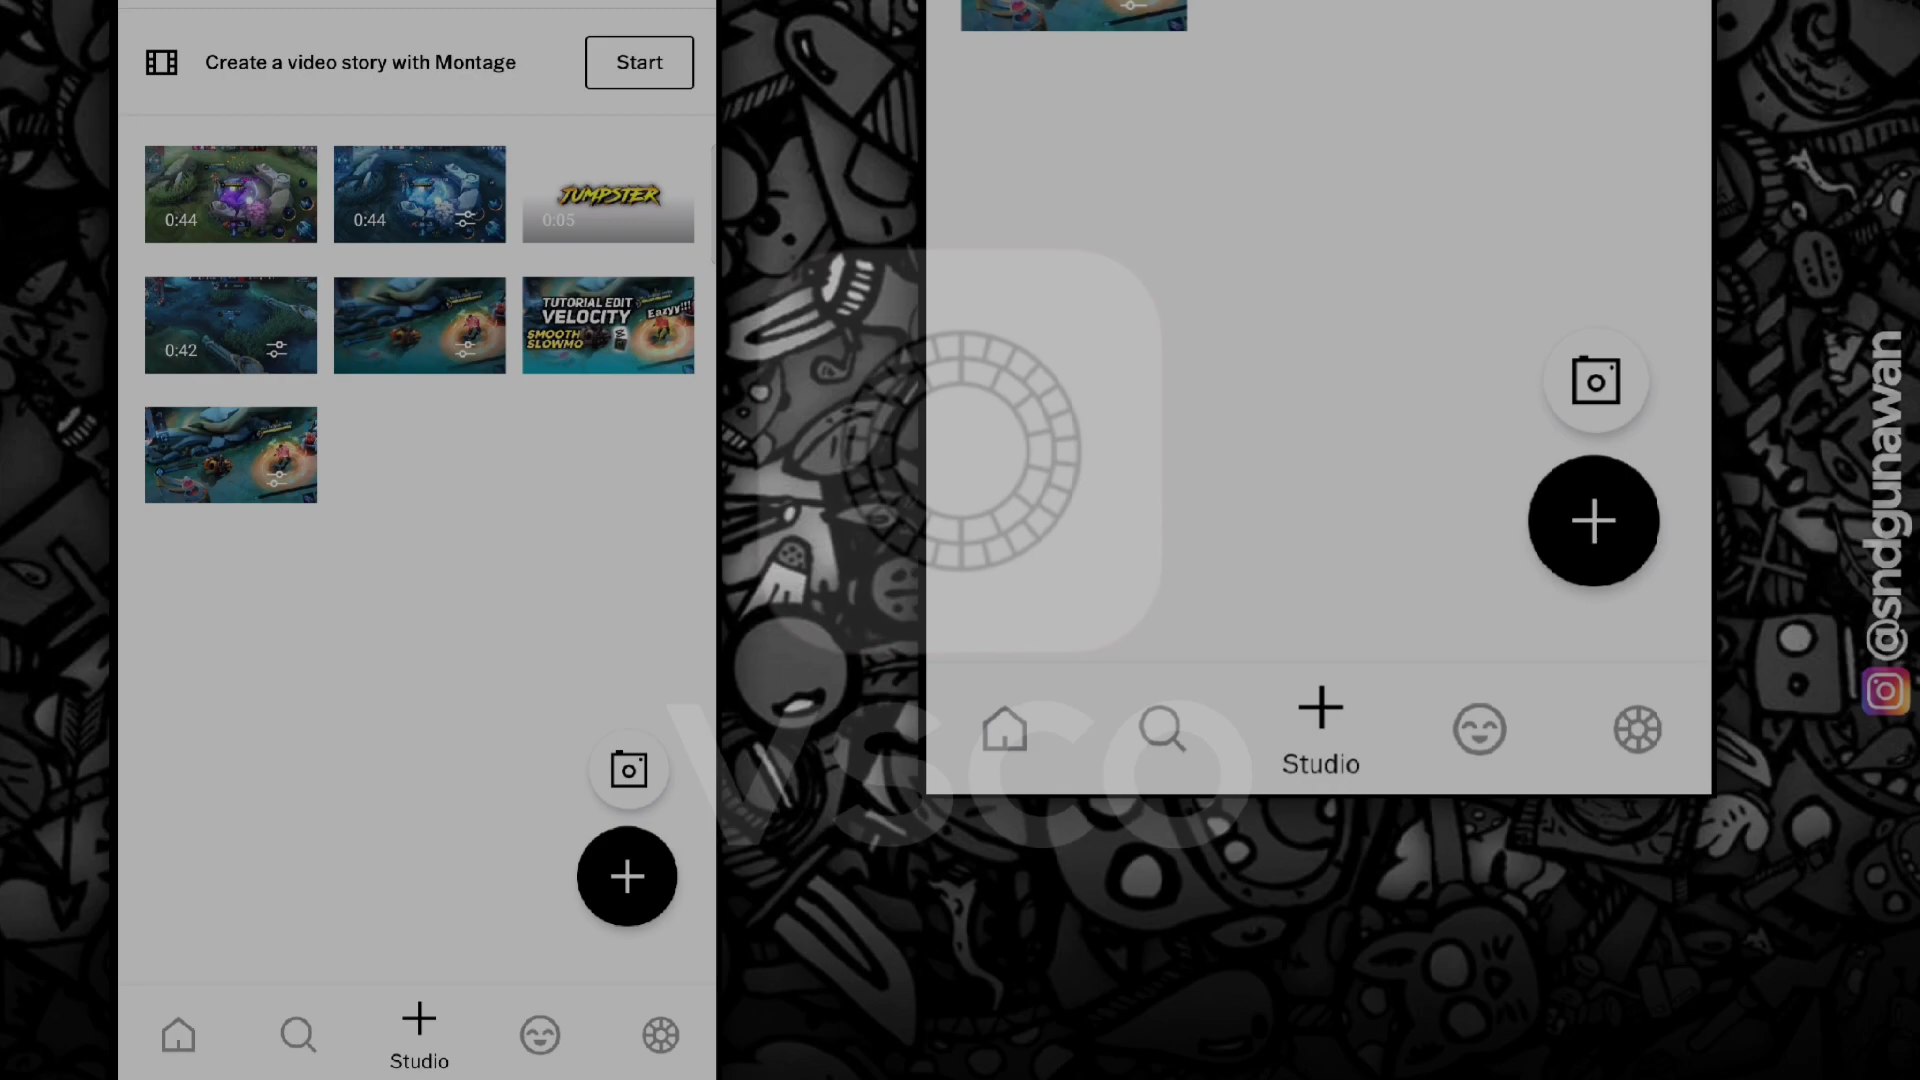 Create a video story with Montage
Start
0:44
0:44
JUMPSTER
0:05
0:42
TUTORIAL EDIT
VELOCITY
Eazyy!!!
SMOOTH
SLOWMO
Studio
Studio
VSCO
@sndgunawan